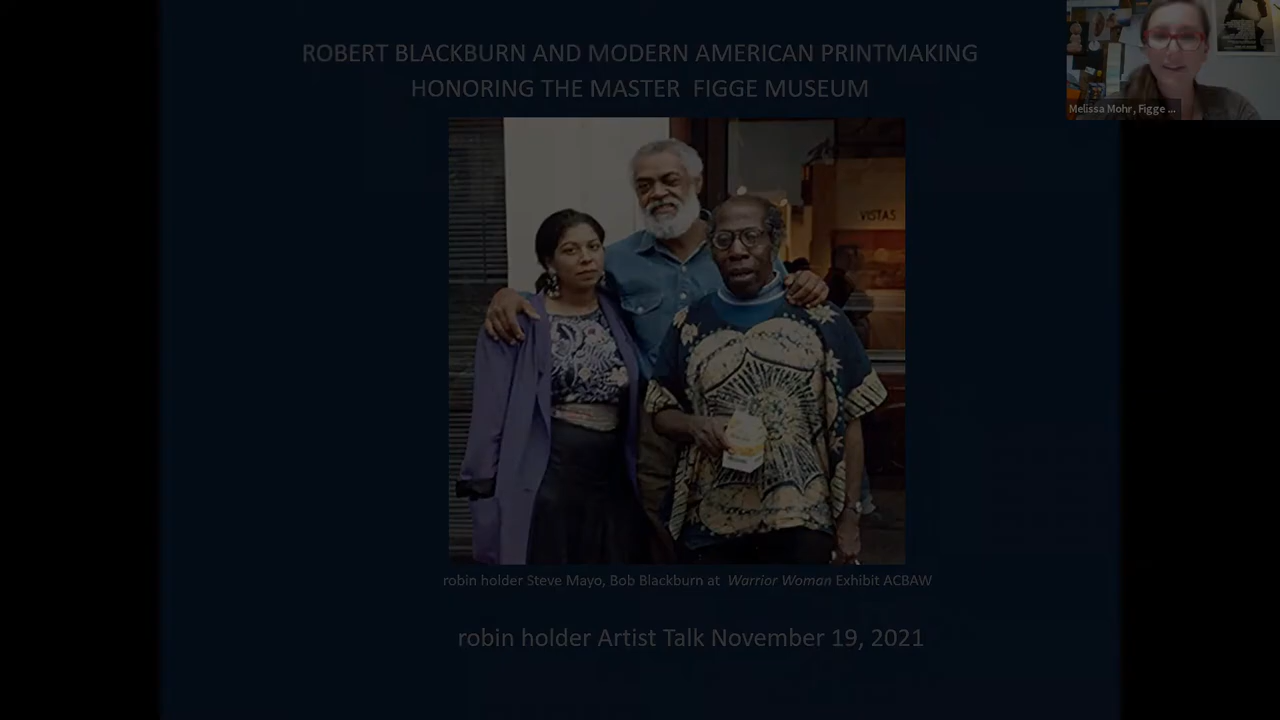 ROBERT BLACKBURN AND MODERN AMERICAN PRINTMAKING
HONORING THE MASTER FIGGE MUSEUM
Melissa Mohr, Figge ...
VISTAS
robin holder Steve Mayo, Bob Blackburn at Warrior Woman Exhibit ACBAW
robin holder Artist Talk November 19, 2021